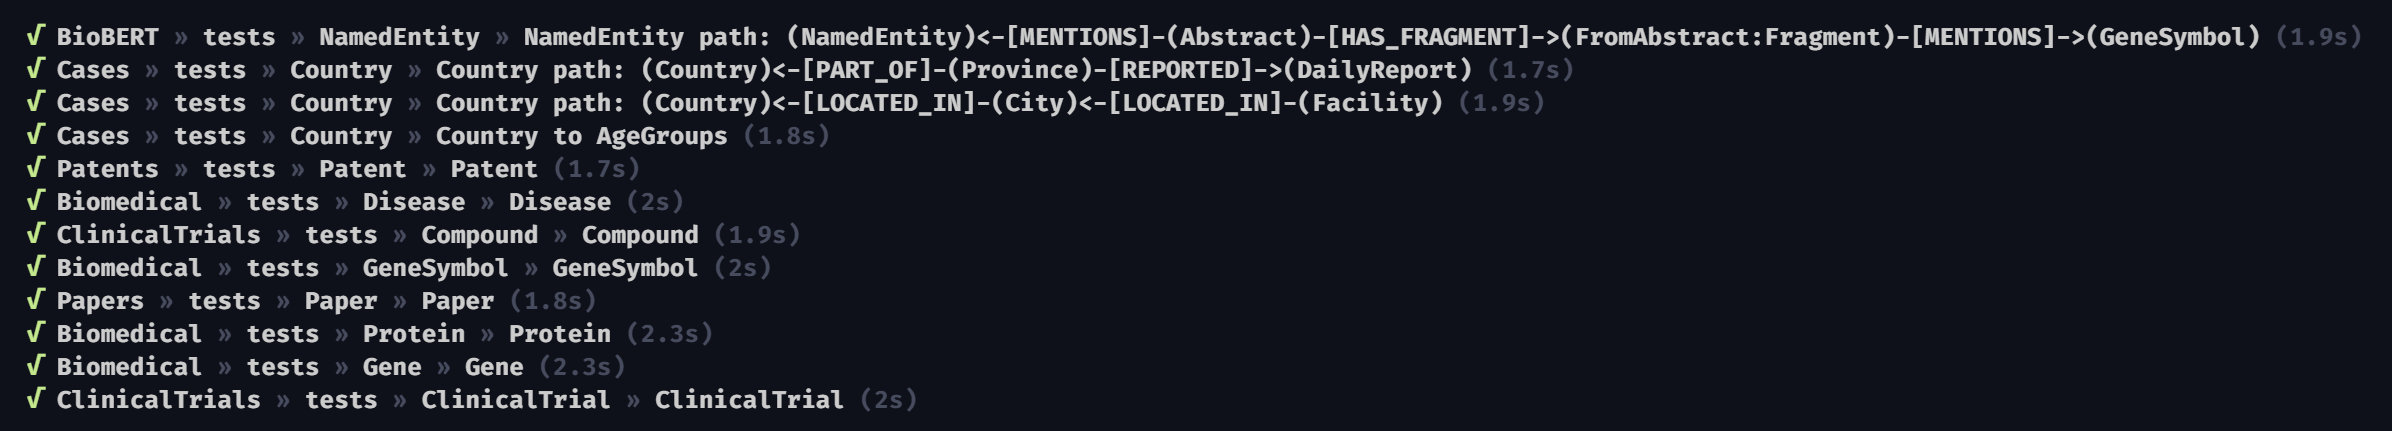 √ BioBERT » tests » NamedEntity » NamedEntity path: (NamedEntity)<-[MENTIONS]-(Abstract)-[HAS_FRAGMENT]->(FromAbstract:Fragment)-[MENTIONS]->(GeneSymbol) (1.9s)
√ Cases » tests » Country » Country path: (Country)<-[PART_OF]-(Province)-[REPORTED]->(DailyReport) (1.7s)
√ Cases » tests » Country » Country path: (Country)<-[LOCATED_IN]-(City)<-[LOCATED_IN]-(Facility) (1.9s)
√ Cases » tests » Country » Country to AgeGroups (1.8s)
√ Patents » tests » Patent » Patent (1.7s)
√ Biomedical » tests » Disease » Disease (2s)
√ ClinicalTrials » tests » Compound » Compound (1.9s)
√ Biomedical » tests » GeneSymbol » GeneSymbol (2s)
√ Papers » tests » Paper » Paper (1.8s)
√ Biomedical » tests » Protein » Protein (2.3s)
√ Biomedical » tests » Gene » Gene (2.3s)
√ ClinicalTrials » tests » ClinicalTrial » ClinicalTrial (2s)